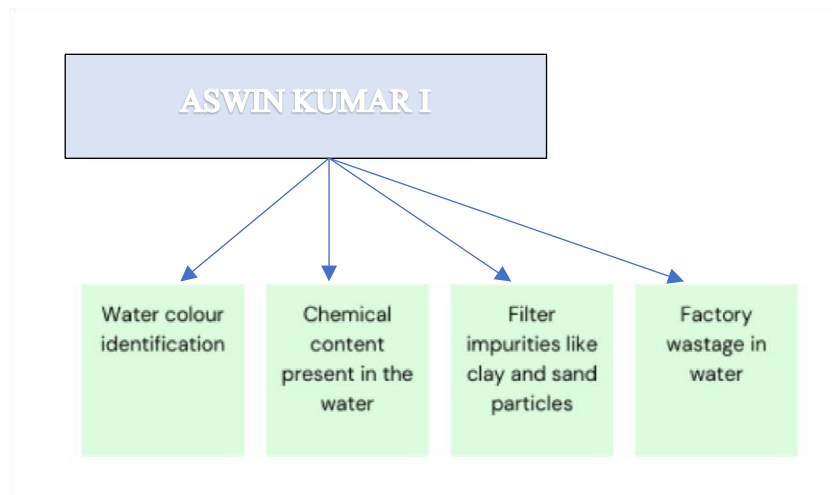 ASWIN KUMAR I
Water colour
identification
Chemical
content
present in the
water
Filter
impurities like
clay and sand
particles
Factory
wastage in
water